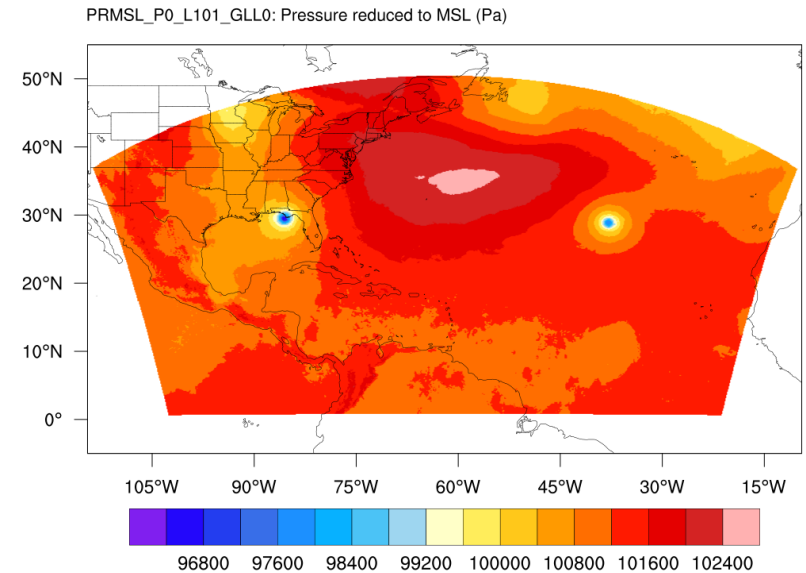 PRMSL_P0_L101_GLL0: Pressure reduced to MSL (Pa)
50°N
40°N
30°N
20°N
10°N
0°
105°W 90°W 75°W 60°W 45°W 30°W 15°W
96800 97600 98400 99200 100000 100800 101600 102400